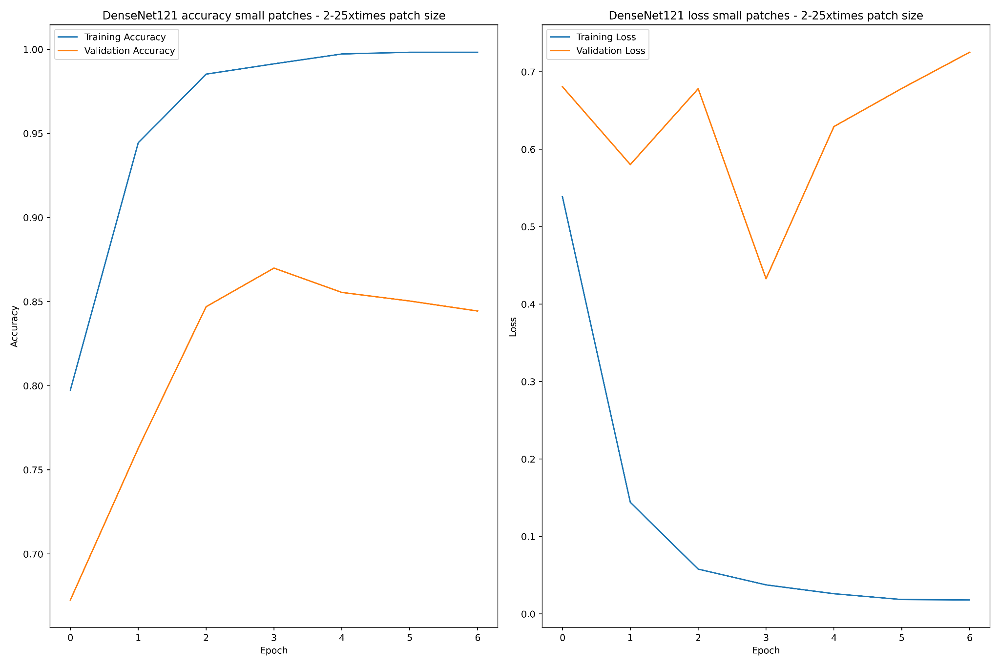 DenseNet121 accuracy small patches - 2-25xtimes patch size
Training Accuracy
Validation Accuracy
1.00
0.95
0.90
0.85
0.80
0.75
0.70
Accuracy
0 1 2 3 4 5 6
Epoch
DenseNet121 loss small patches - 2-25xtimes patch size
Training Loss
Validation Loss
0.7
0.6
0.5
0.4
0.3
0.2
0.1
0.0
Loss
0 1 2 3 4 5 6
Epoch